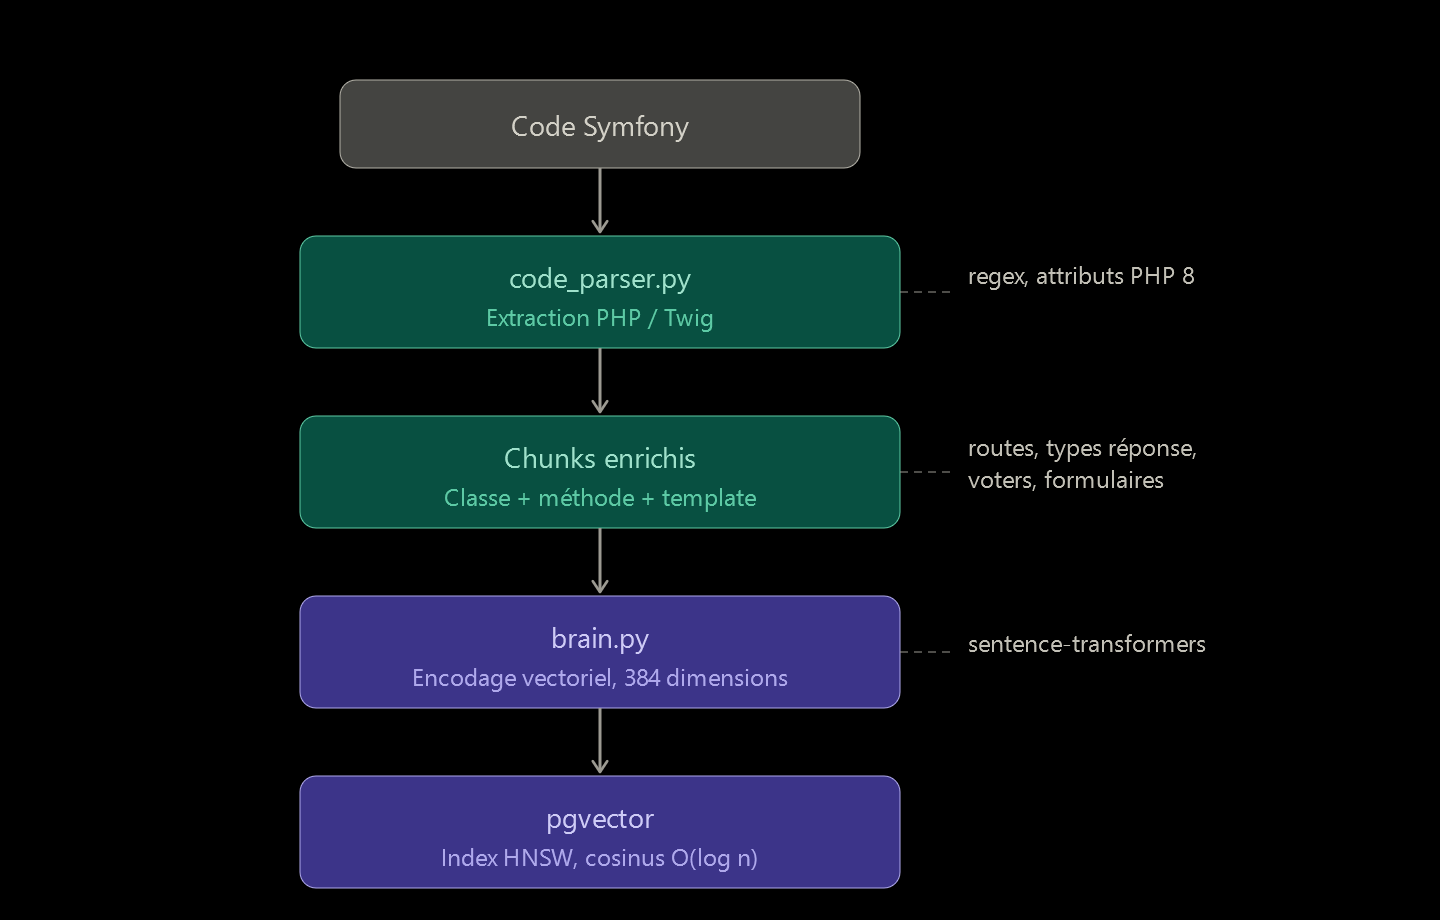 Code Symfony
code_parser.py
Extraction PHP / Twig
regex, attributs PHP 8
Chunks enrichis
Classe + méthode + template
routes, types réponse,
voters, formulaires
brain.py
Encodage vectoriel, 384 dimensions
sentence-transformers
pgvector
Index HNSW, cosinus O(log n)